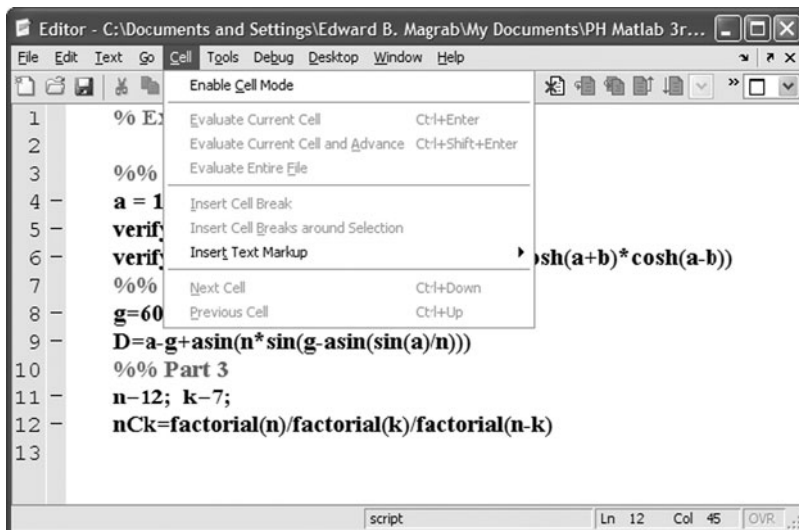 Editor - C:\Documents and Settings\Edward B. Magrab\My Documents\PH Matlab 3r...
File Edit Text Go Cell Tools Debug Desktop Window Help
Enable Cell Mode
Evaluate Current Cell Ctrl+Enter
Evaluate Current Cell and Advance Ctrl+Shift+Enter
Evaluate Entire File
Insert Cell Break
Insert Cell Breaks around Selection
Insert Text Markup
Next Cell Ctrl+Down
Previous Cell Ctrl+Up
1 % Ex
2
3 %%
4 – a = 1
5 – verify
6 – verify osh(a+b)*cosh(a-b))
7 %%
8 – g=60
9 – D=a-g+asin(n*sin(g-asin(sin(a)/n)))
10 %% Part 3
11 – n–12; k–7;
12 – nCk=factorial(n)/factorial(k)/factorial(n-k)
13
script Ln 12 Col 45 OVR